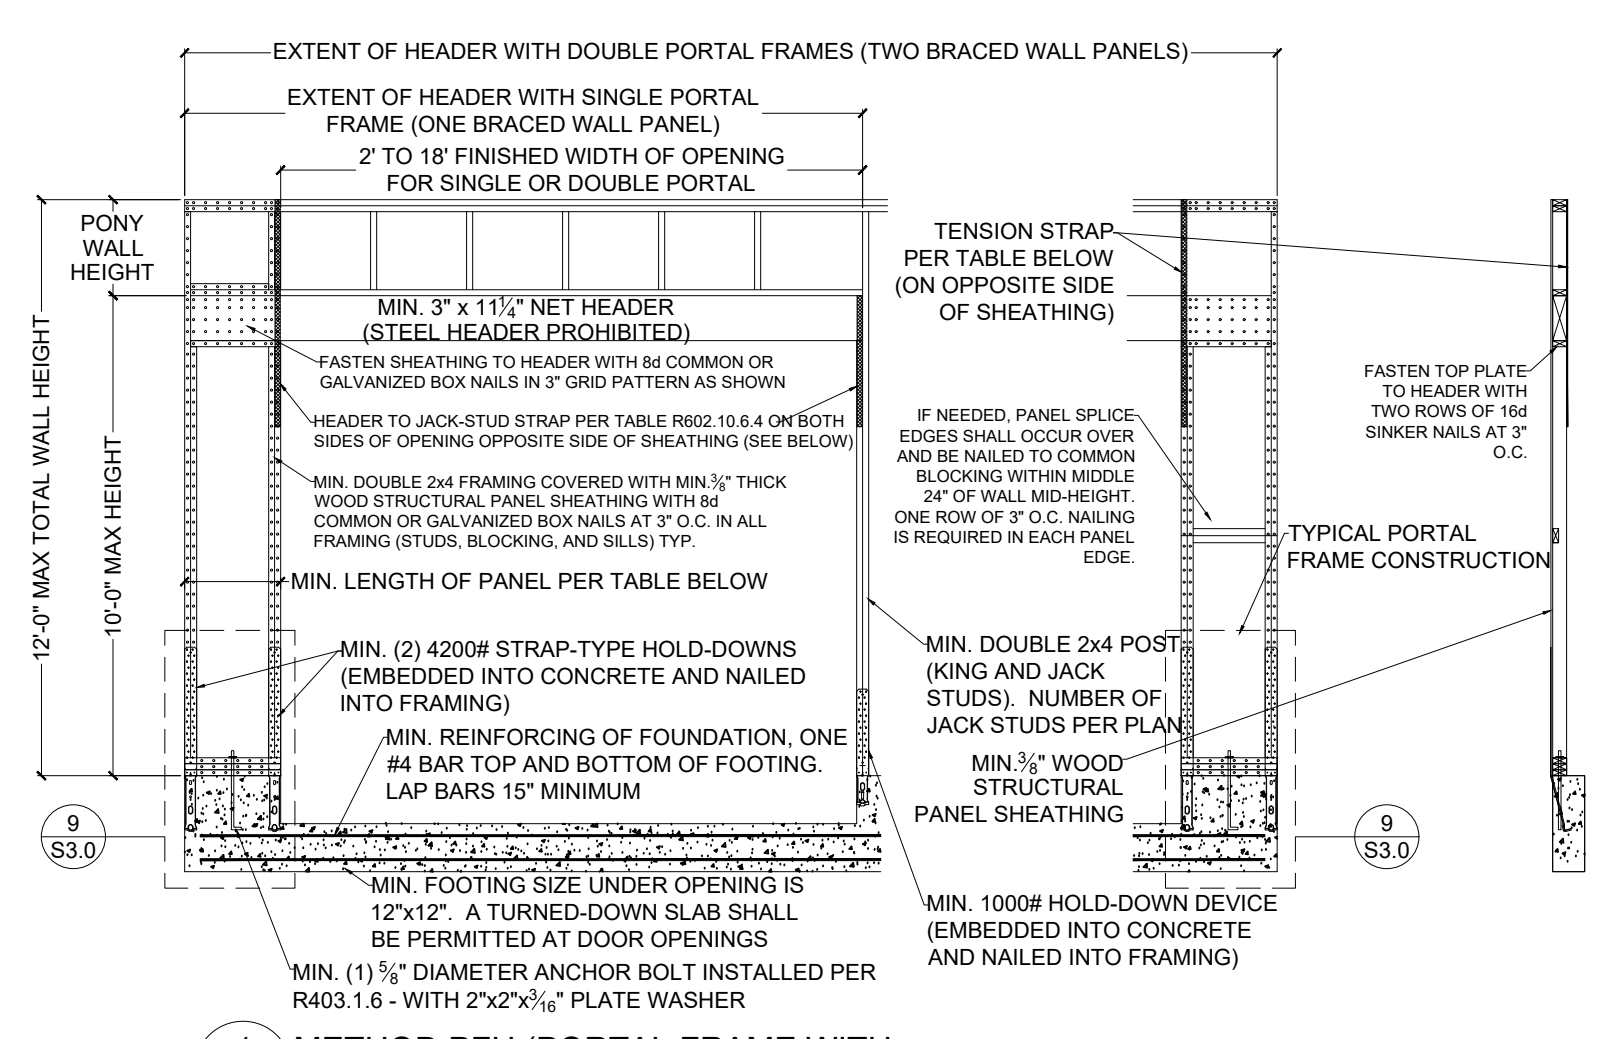 EXTENT OF HEADER WITH DOUBLE PORTAL FRAMES (TWO BRACED WALL PANELS)
EXTENT OF HEADER WITH SINGLE PORTAL
FRAME (ONE BRACED WALL PANEL)
2' TO 18' FINISHED WIDTH OF OPENING
FOR SINGLE OR DOUBLE PORTAL
PONY
WALL
HEIGHT
12'-0" MAX TOTAL WALL HEIGHT
10'-0" MAX HEIGHT
MIN. 3" x 11¼" NET HEADER
(STEEL HEADER PROHIBITED)
FASTEN SHEATHING TO HEADER WITH 8d COMMON OR
GALVANIZED BOX NAILS IN 3" GRID PATTERN AS SHOWN
HEADER TO JACK-STUD STRAP PER TABLE R602.10.6.4 ON BOTH
SIDES OF OPENING OPPOSITE SIDE OF SHEATHING (SEE BELOW)
MIN. DOUBLE 2x4 FRAMING COVERED WITH MIN.⅜" THICK
WOOD STRUCTURAL PANEL SHEATHING WITH 8d
COMMON OR GALVANIZED BOX NAILS AT 3" O.C. IN ALL
FRAMING (STUDS, BLOCKING, AND SILLS) TYP.
MIN. LENGTH OF PANEL PER TABLE BELOW
MIN. (2) 4200# STRAP-TYPE HOLD-DOWNS
(EMBEDDED INTO CONCRETE AND NAILED
INTO FRAMING)
MIN. REINFORCING OF FOUNDATION, ONE
#4 BAR TOP AND BOTTOM OF FOOTING.
LAP BARS 15" MINIMUM
9
S3.0
MIN. FOOTING SIZE UNDER OPENING IS
12"x12". A TURNED-DOWN SLAB SHALL
BE PERMITTED AT DOOR OPENINGS
MIN. (1) ⅝" DIAMETER ANCHOR BOLT INSTALLED PER
R403.1.6 - WITH 2"x2"x3⁄16" PLATE WASHER
TENSION STRAP
PER TABLE BELOW
(ON OPPOSITE SIDE
OF SHEATHING)
IF NEEDED, PANEL SPLICE
EDGES SHALL OCCUR OVER
AND BE NAILED TO COMMON
BLOCKING WITHIN MIDDLE
24" OF WALL MID-HEIGHT.
ONE ROW OF 3" O.C. NAILING
IS REQUIRED IN EACH PANEL
EDGE.
FASTEN TOP PLATE
TO HEADER WITH
TWO ROWS OF 16d
SINKER NAILS AT 3"
O.C.
TYPICAL PORTAL
FRAME CONSTRUCTION
MIN. DOUBLE 2x4 POST
(KING AND JACK
STUDS). NUMBER OF
JACK STUDS PER PLAN
MIN.⅜" WOOD
STRUCTURAL
PANEL SHEATHING
9
S3.0
MIN. 1000# HOLD-DOWN DEVICE
(EMBEDDED INTO CONCRETE
AND NAILED INTO FRAMING)
METHOD PFH (PORTAL FRAME WITH